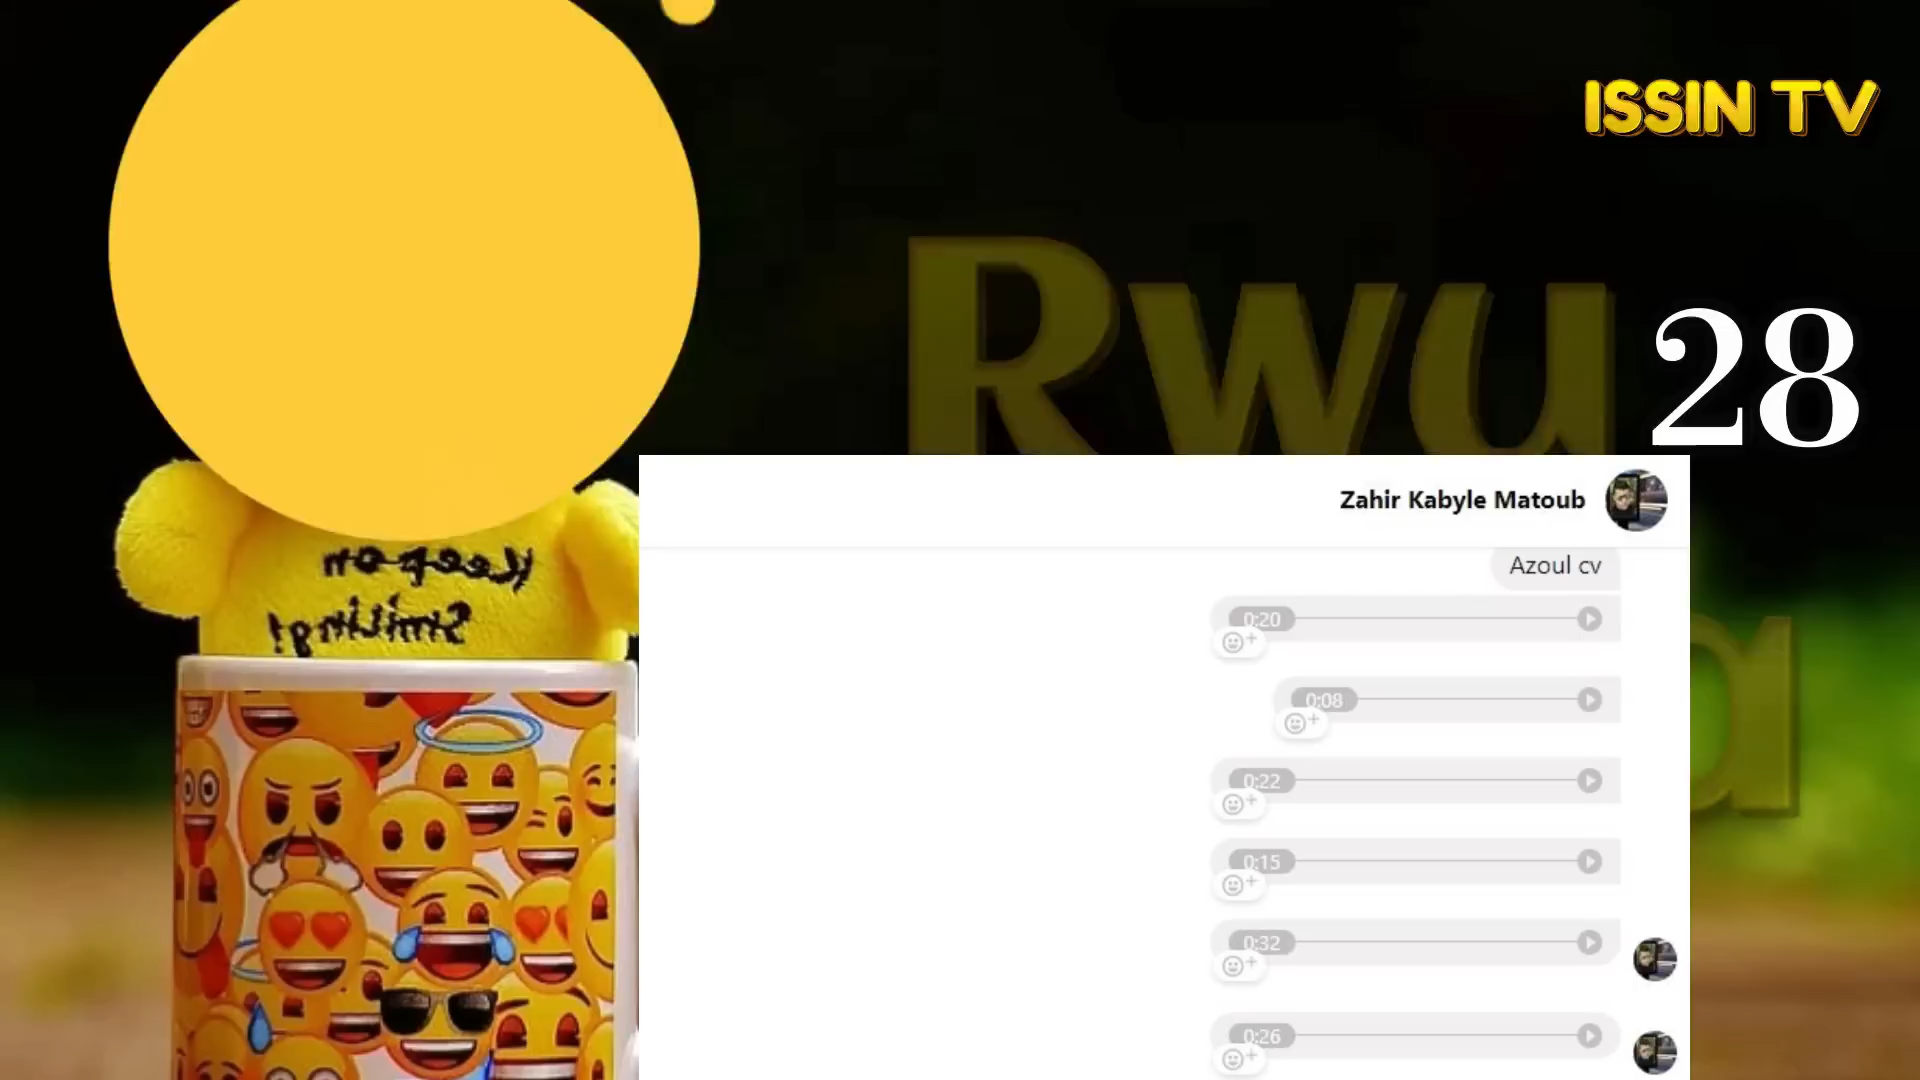 ISSIN TV
Rwu
28
Zahir Kabyle Matoub
Azoul cv
0:20
0:08
0:22
0:15
0:32
0:26
Keep on
Smiling!
a